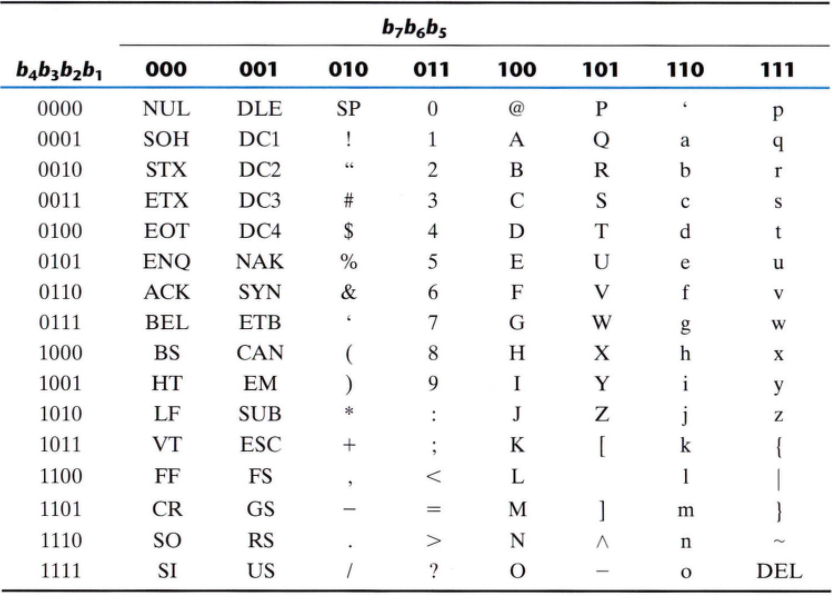 b7b6b5
b4b3b2b1 000 001 010 011 100 101 110 111
0000 NUL DLE SP 0 @ P ‘ p
0001 SOH DC1 ! 1 A Q a q
0010 STX DC2 “ 2 B R b r
0011 ETX DC3 # 3 C S c s
0100 EOT DC4 $ 4 D T d t
0101 ENQ NAK % 5 E U e u
0110 ACK SYN & 6 F V f v
0111 BEL ETB ‘ 7 G W g w
1000 BS CAN ( 8 H X h x
1001 HT EM ) 9 I Y i y
1010 LF SUB * : J Z j z
1011 VT ESC + ; K [ k {
1100 FF FS , < L l |
1101 CR GS − = M ] m }
1110 SO RS . > N ∧ n ~
1111 SI US / ? O − o DEL